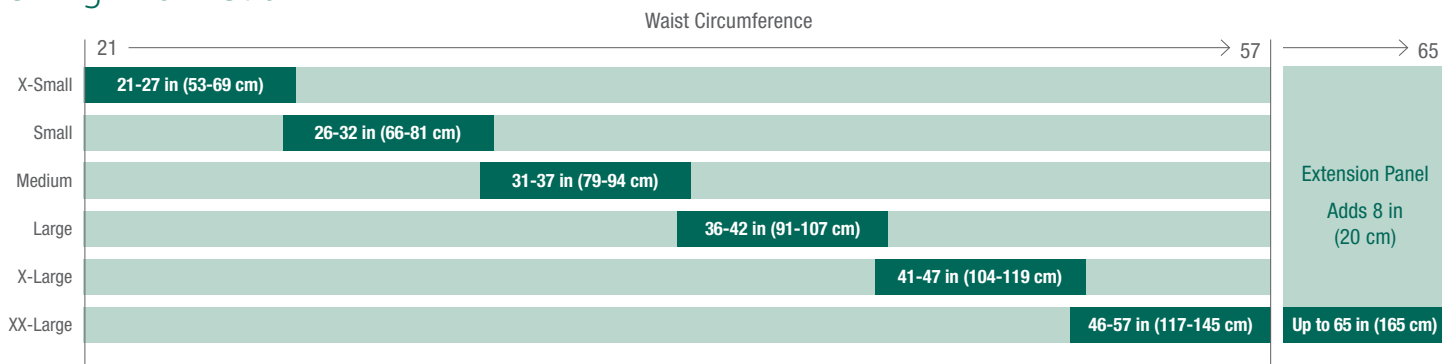 Waist Circumference
21 57 65
X-Small 21-27 in (53-69 cm)
Small 26-32 in (66-81 cm)
Medium 31-37 in (79-94 cm)
Large 36-42 in (91-107 cm)
X-Large 41-47 in (104-119 cm)
XX-Large 46-57 in (117-145 cm) Up to 65 in (165 cm)
Extension Panel
Adds 8 in
(20 cm)